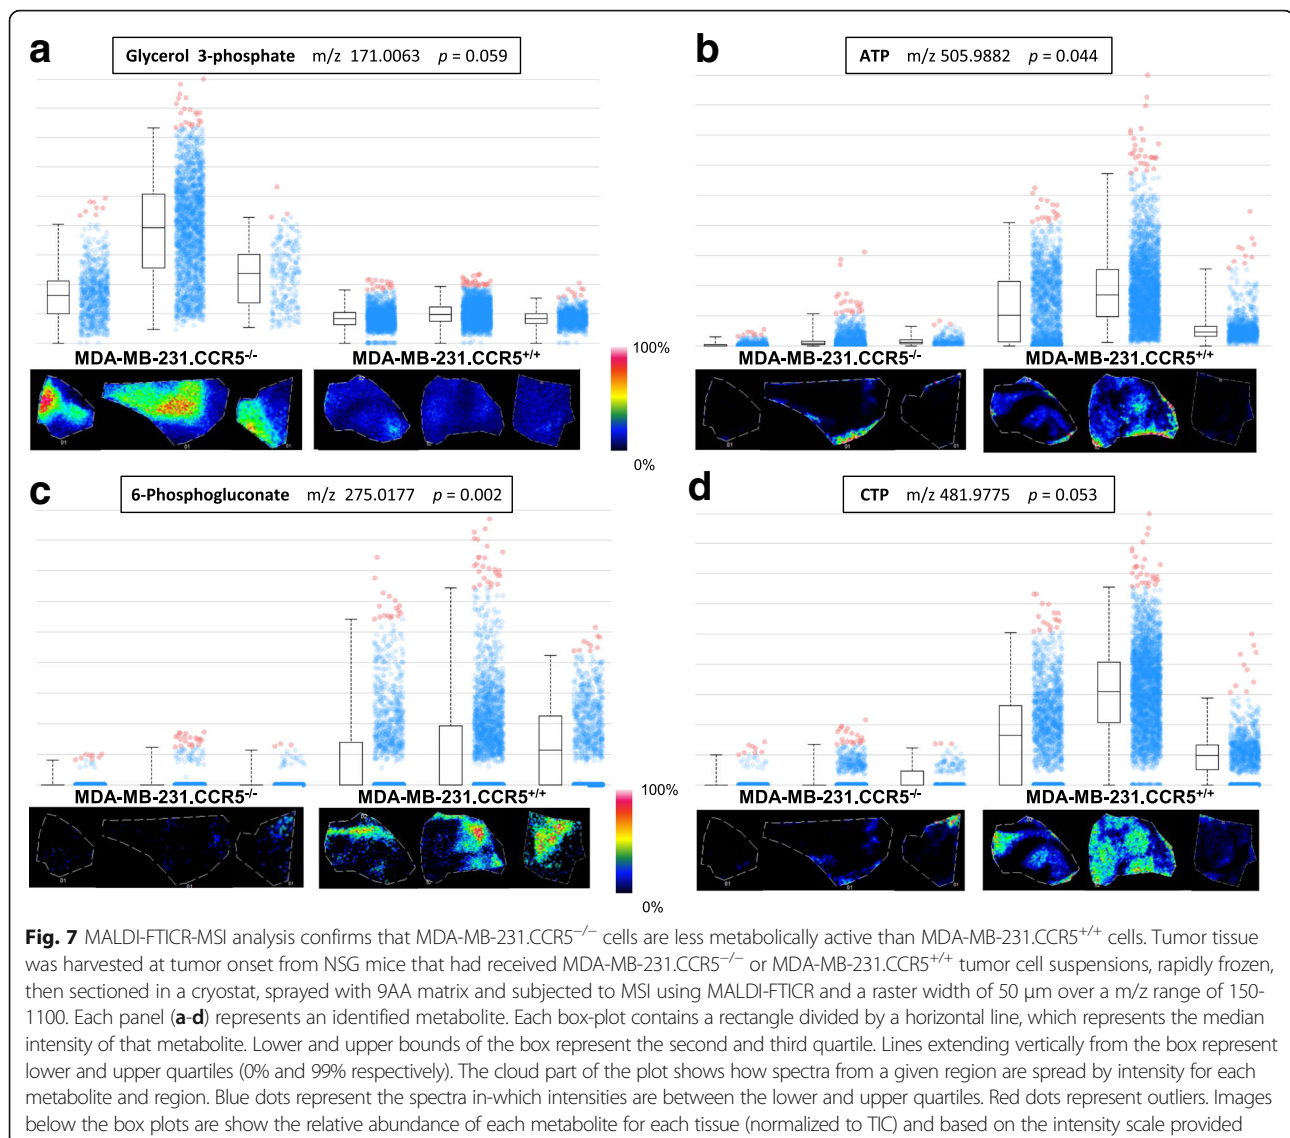 a
Glycerol 3-phosphate m/z 171.0063 p = 0.059
MDA-MB-231.CCR5-/- MDA-MB-231.CCR5+/+
100%
0%
b
ATP m/z 505.9882 p = 0.044
MDA-MB-231.CCR5-/- MDA-MB-231.CCR5+/+
c
6-Phosphogluconate m/z 275.0177 p = 0.002
MDA-MB-231.CCR5-/- MDA-MB-231.CCR5+/+
100%
0%
d
CTP m/z 481.9775 p = 0.053
MDA-MB-231.CCR5-/- MDA-MB-231.CCR5+/+
Fig. 7 MALDI-FTICR-MSI analysis confirms that MDA-MB-231.CCR5−/− cells are less metabolically active than MDA-MB-231.CCR5+/+ cells. Tumor tissue
was harvested at tumor onset from NSG mice that had received MDA-MB-231.CCR5−/− or MDA-MB-231.CCR5+/+ tumor cell suspensions, rapidly frozen,
then sectioned in a cryostat, sprayed with 9AA matrix and subjected to MSI using MALDI-FTICR and a raster width of 50 μm over a m/z range of 150-
1100. Each panel (a-d) represents an identified metabolite. Each box-plot contains a rectangle divided by a horizontal line, which represents the median
intensity of that metabolite. Lower and upper bounds of the box represent the second and third quartile. Lines extending vertically from the box represent
lower and upper quartiles (0% and 99% respectively). The cloud part of the plot shows how spectra from a given region are spread by intensity for each
metabolite and region. Blue dots represent the spectra in-which intensities are between the lower and upper quartiles. Red dots represent outliers. Images
below the box plots are show the relative abundance of each metabolite for each tissue (normalized to TIC) and based on the intensity scale provided